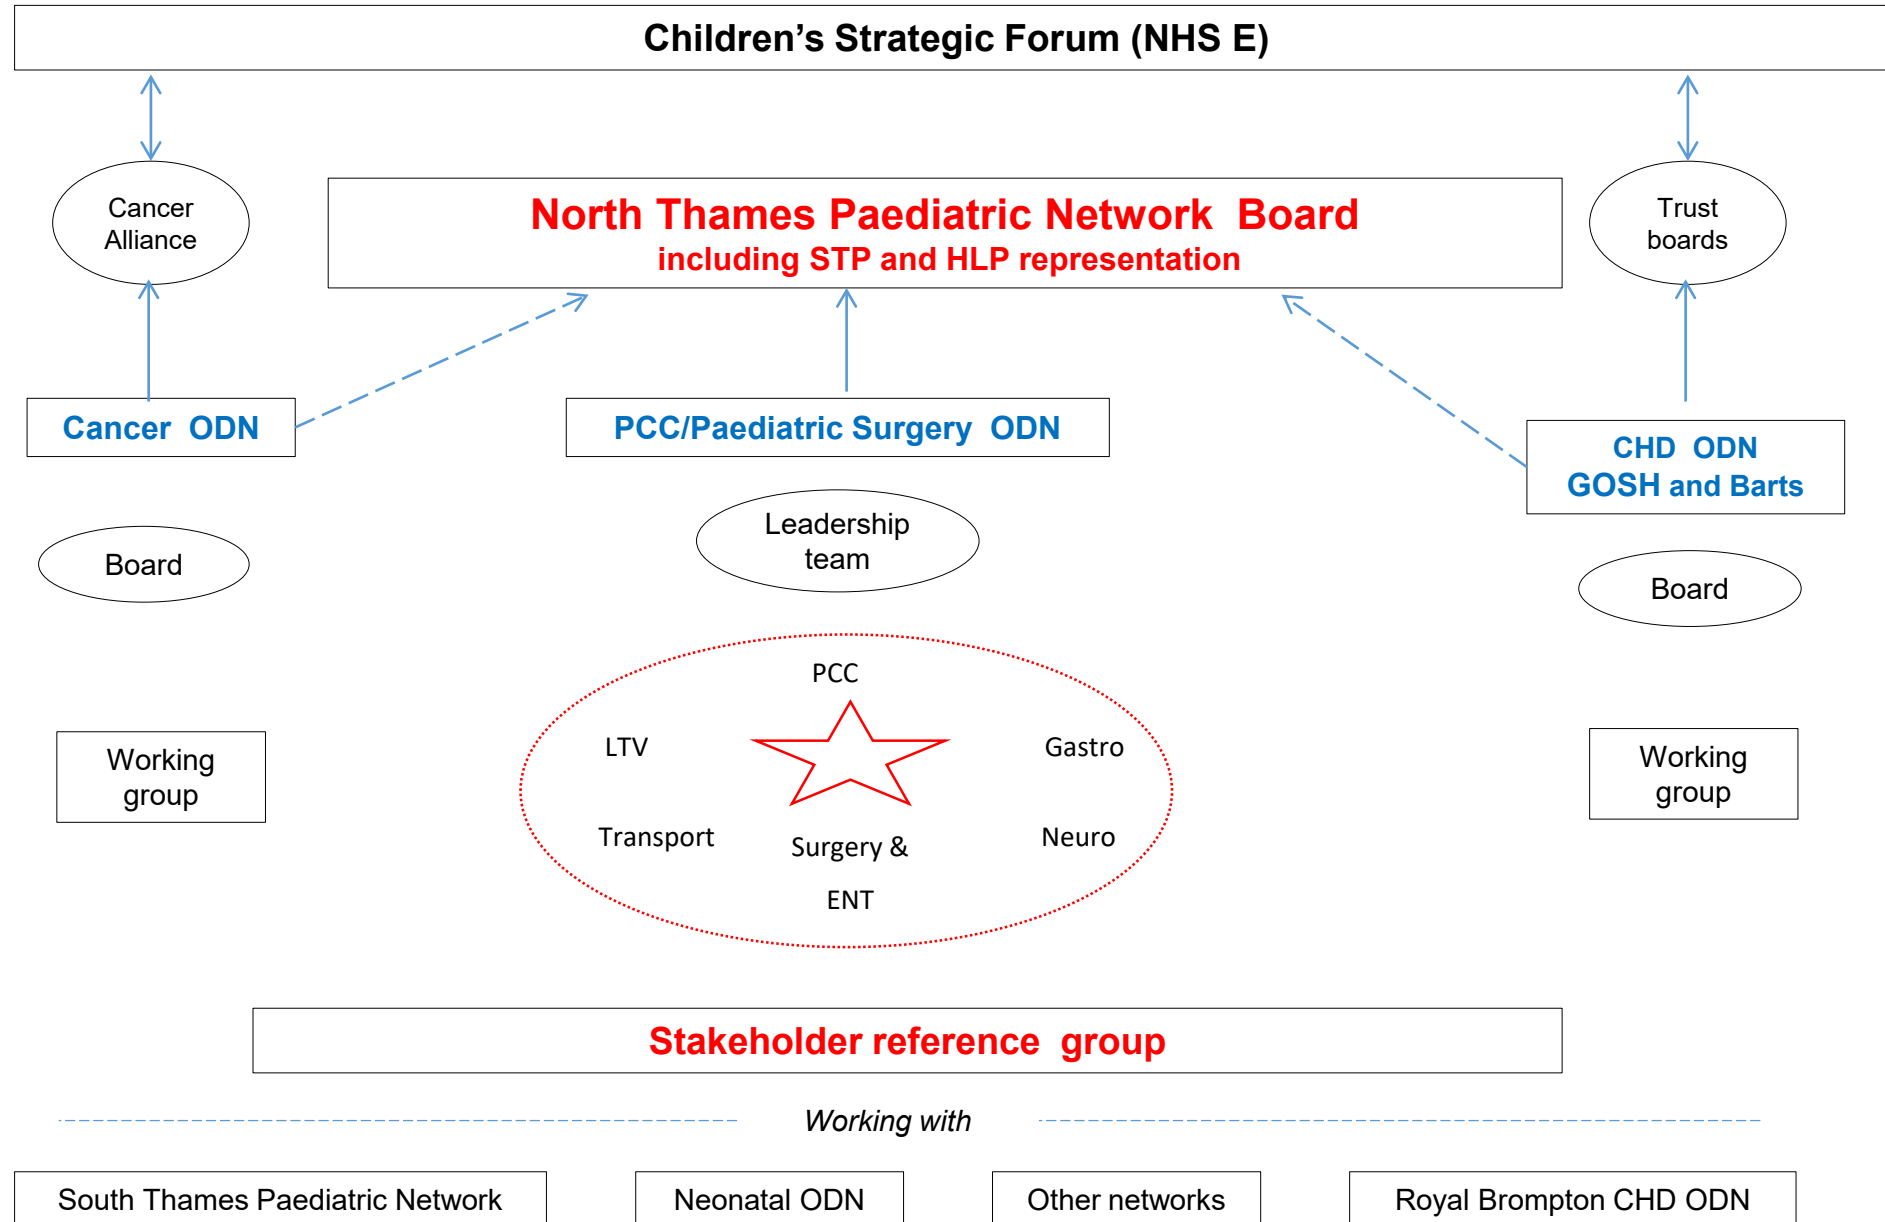 Children’s Strategic Forum (NHS E)
Cancer
Alliance
North Thames Paediatric Network  Board
including STP and HLP representation
Trust
boards
Cancer  ODN
PCC/Paediatric Surgery  ODN
CHD  ODN
GOSH and Barts
Board
Leadership
team
Board
PCC
LTV
Gastro
Transport
Surgery &
ENT
Neuro
Working
group
Working
group
Stakeholder reference  group
Working with
South Thames Paediatric Network
Neonatal ODN
Other networks
Royal Brompton CHD ODN